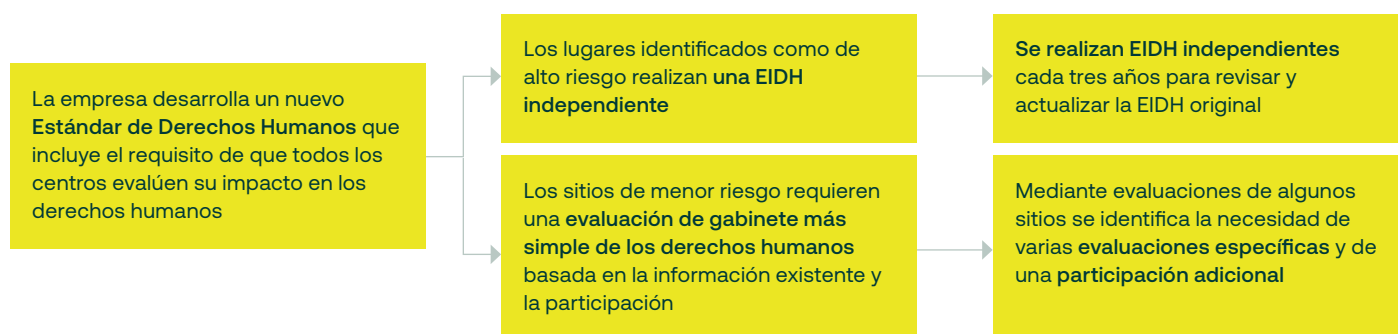 La empresa desarrolla un nuevo
Estándar de Derechos Humanos que
incluye el requisito de que todos los
centros evalúen su impacto en los
derechos humanos
Los lugares identificados como de
alto riesgo realizan una EIDH
independiente
Se realizan EIDH independientes
cada tres años para revisar y
actualizar la EIDH original
Los sitios de menor riesgo requieren
una evaluación de gabinete más
simple de los derechos humanos
basada en la información existente y
la participación
Mediante evaluaciones de algunos
sitios se identifica la necesidad de
varias evaluaciones específicas y de
una participación adicional